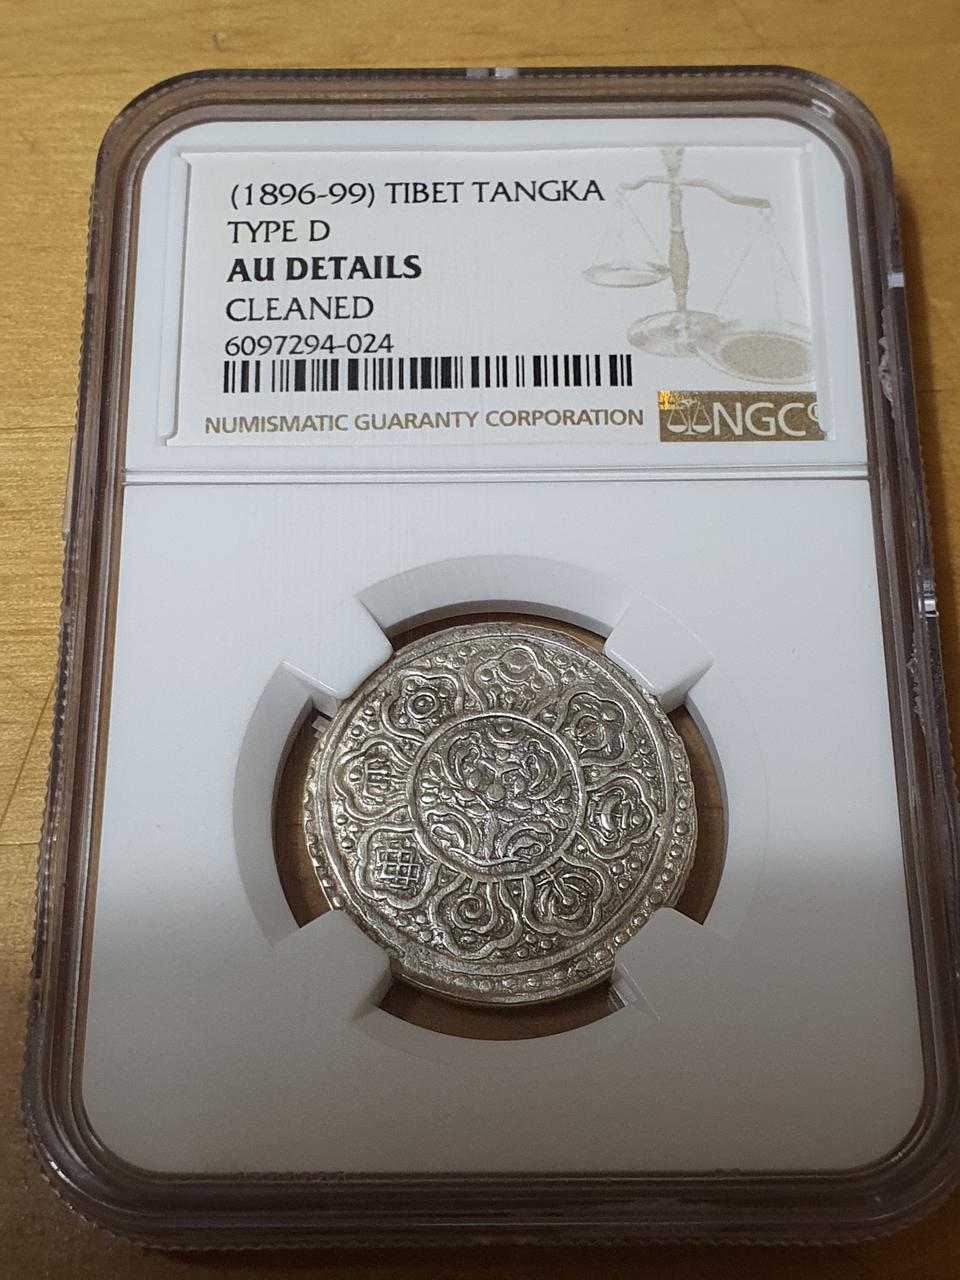 (1896-99) TIBET TANGKA
TYPE D
AU DETAILS
CLEANED
6097294-024
NUMISMATIC GUARANTY CORPORATION
NGC